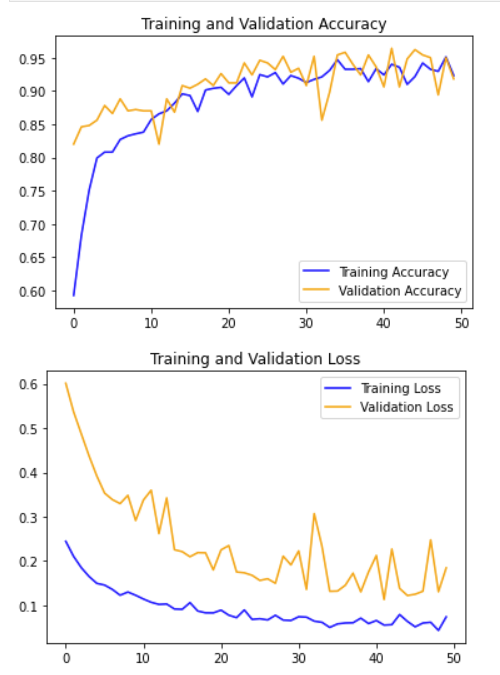 Training and Validation Accuracy
0.95
0.90
0.85
0.80
0.75
0.70
0.65
0.60
Training Accuracy
Validation Accuracy
0 10 20 30 40 50
Training and Validation Loss
0.6
Training Loss
Validation Loss
0.5
0.4
0.3
0.2
0.1
0 10 20 30 40 50